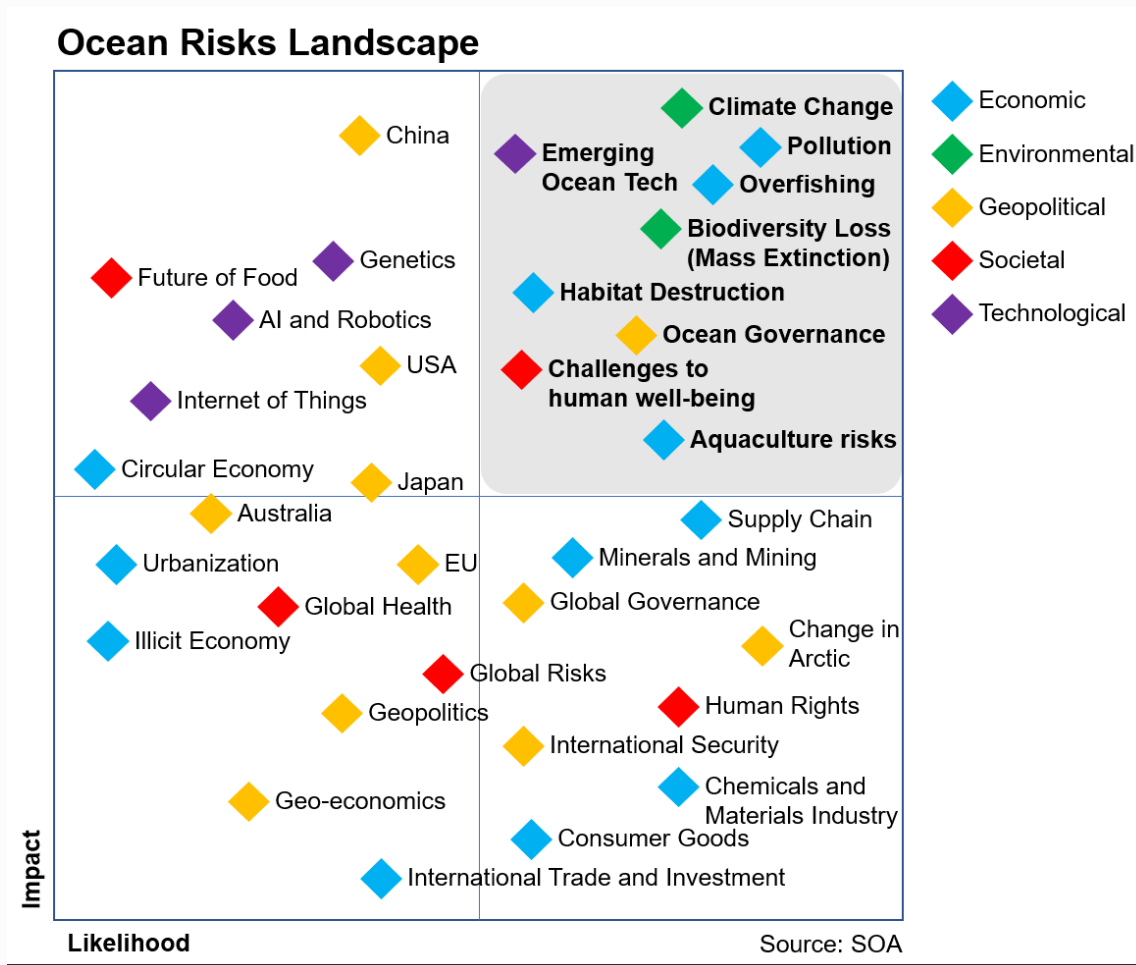 Ocean Risks Landscape
China
Climate Change
Pollution
Emerging
Ocean Tech
Overfishing
Biodiversity Loss
(Mass Extinction)
Genetics
Future of Food
Habitat Destruction
AI and Robotics
Ocean Governance
USA
Challenges to
human well-being
Internet of Things
Aquaculture risks
Circular Economy
Japan
Australia
Supply Chain
Urbanization
EU
Minerals and Mining
Global Health
Global Governance
Illicit Economy
Change in
Arctic
Global Risks
Geopolitics
Human Rights
International Security
Geo-economics
Chemicals and
Materials Industry
Consumer Goods
International Trade and Investment
Economic
Environmental
Geopolitical
Societal
Technological
Impact
Likelihood
Source: SOA